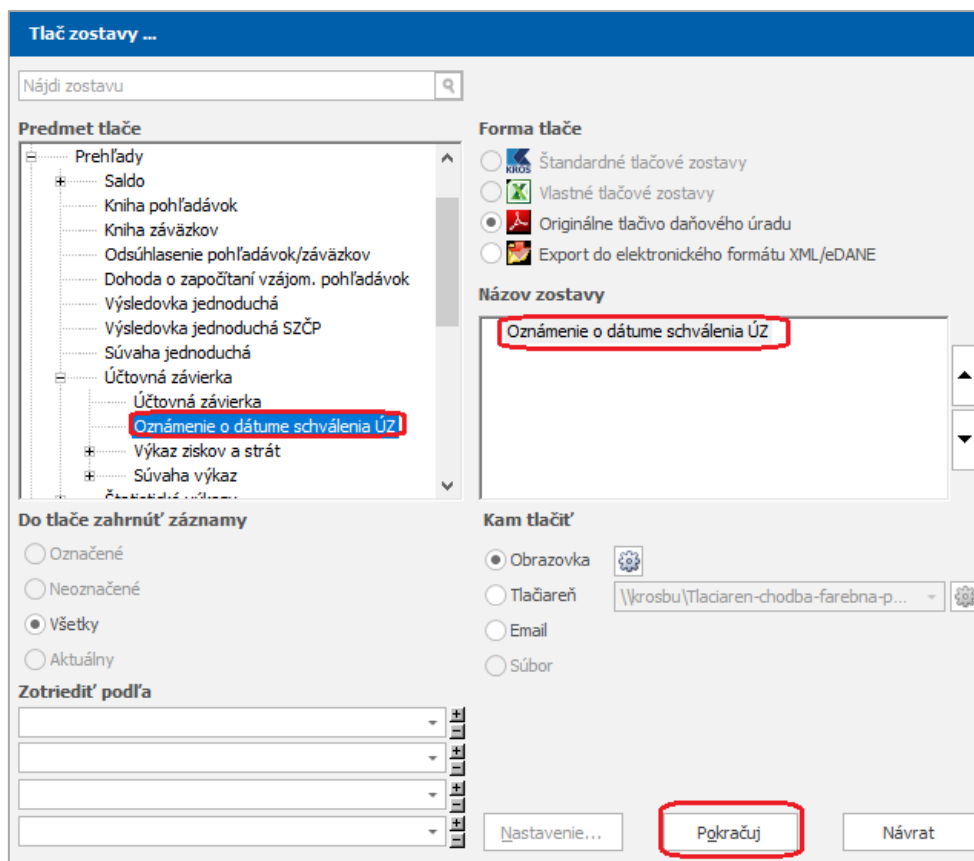 Tlač zostavy ...
Nájdi zostavu
Predmet tlače
Prehľady
Saldo
Kniha pohľadávok
Kniha záväzkov
Odsúhlasenie pohľadávok/záväzkov
Dohoda o započítaní vzájom. pohľadávok
Výsledovka jednoduchá
Výsledovka jednoduchá SZČP
Súvaha jednoduchá
Účtovná závierka
Účtovná závierka
Oznámenie o dátume schválenia ÚZ
Výkaz ziskov a strát
Súvaha výkaz
Štatistické výkazy
Forma tlače
KROS Štandardné tlačové zostavy
Vlastné tlačové zostavy
Originálne tlačivo daňového úradu
Export do elektronického formátu XML/eDANE
Názov zostavy
Oznámenie o dátume schválenia ÚZ
Do tlače zahrnúť záznamy
Označené
Neoznačené
Všetky
Aktuálny
Zotriediť podľa
Kam tlačiť
Obrazovka
Tlačiareň \\krosbu\Tlaciaren-chodba-farebna-p...
Email
Súbor
Nastavenie... Pokračuj Návrat